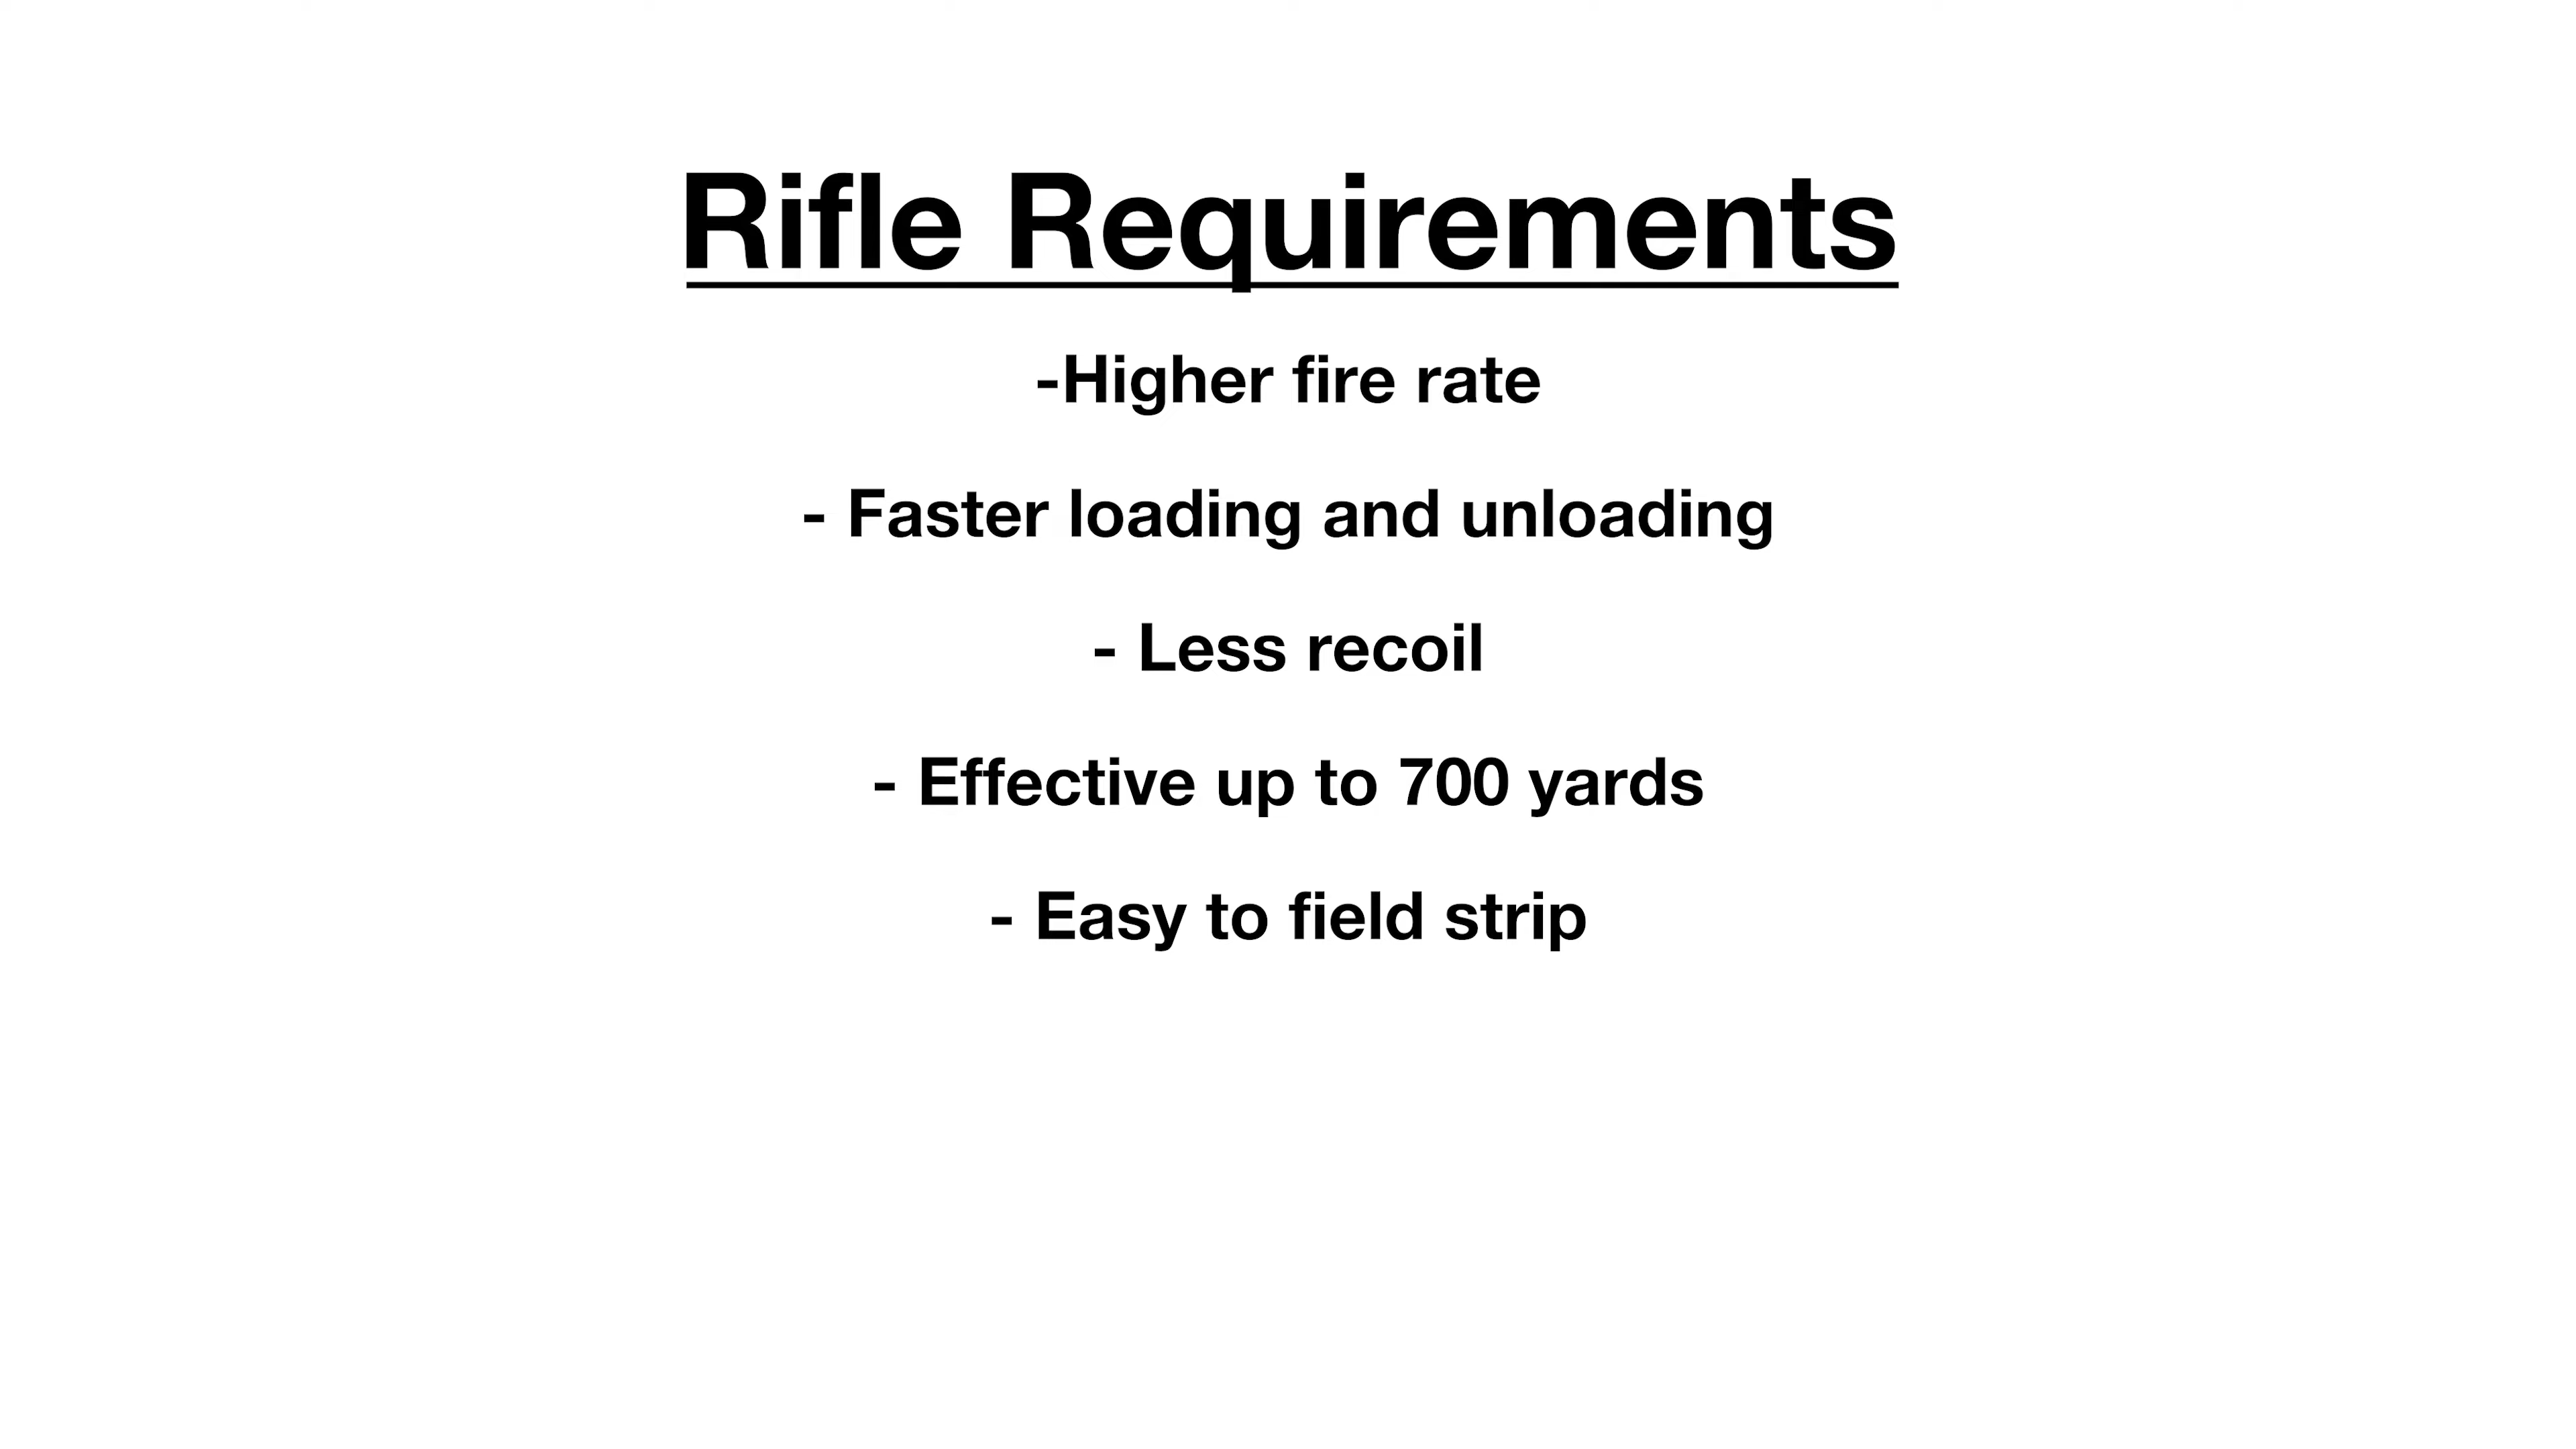 Rifle Requirements
-Higher fire rate
- Faster loading and unloading
- Less recoil
- Effective up to 700 yards
- Easy to field strip